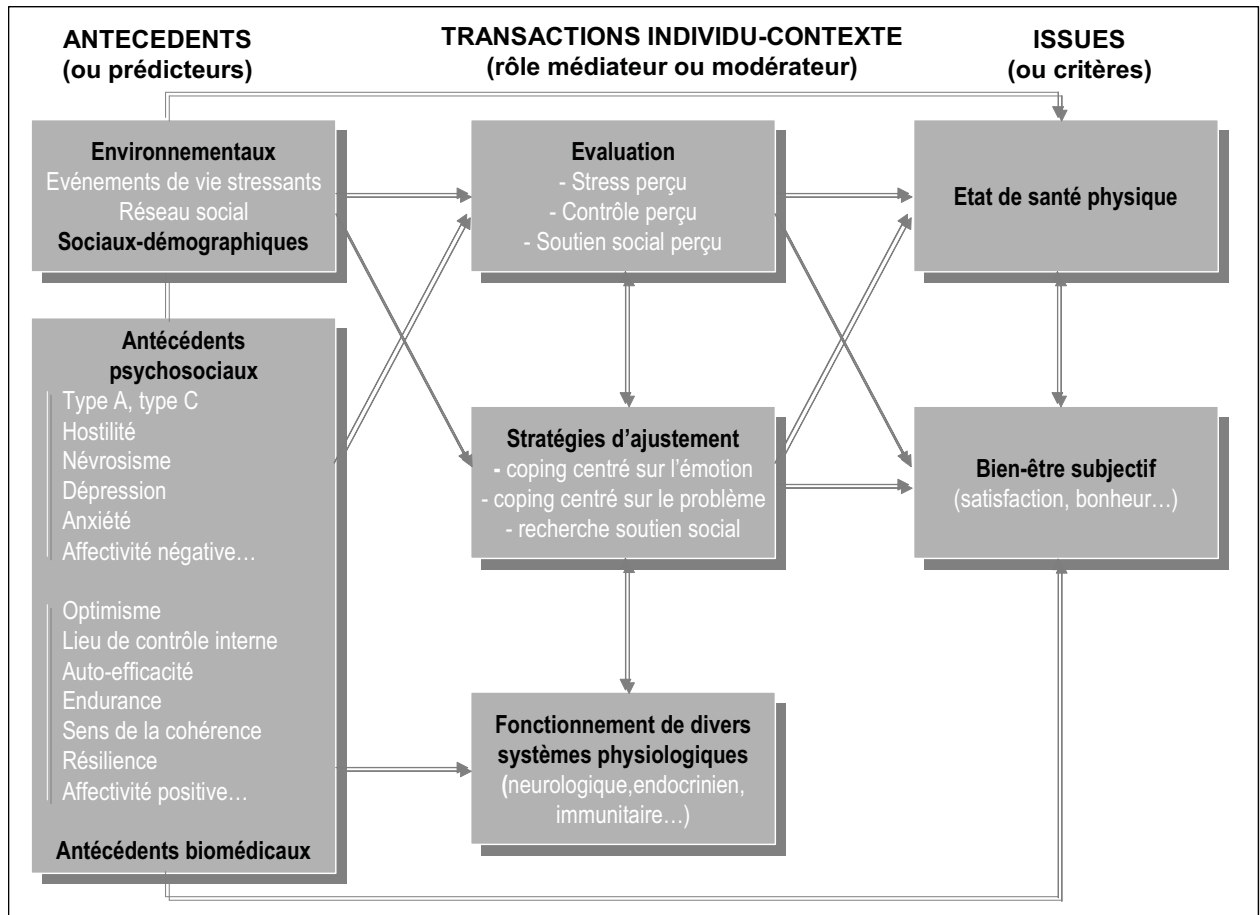 ANTECEDENTS
(ou prédicteurs)
TRANSACTIONS INDIVIDU-CONTEXTE
(rôle médiateur ou modérateur)
ISSUES
(ou critères)
Environnementaux
Evénements de vie stressants
Réseau social
Sociaux-démographiques
Evaluation
- Stress perçu
- Contrôle perçu
- Soutien social perçu
Etat de santé physique
Antécédents
psychosociaux
Type A, type C
Hostilité
Névrosisme
Dépression
Anxiété
Affectivité négative…
Optimisme
Lieu de contrôle interne
Auto-efficacité
Endurance
Sens de la cohérence
Résilience
Affectivité positive…
Antécédents biomédicaux
Stratégies d'ajustement
- coping centré sur l'émotion
- coping centré sur le problème
- recherche soutien social
Bien-être subjectif
(satisfaction, bonheur…)
Fonctionnement de divers
systèmes physiologiques
(neurologique,endocrinien,
immunitaire…)